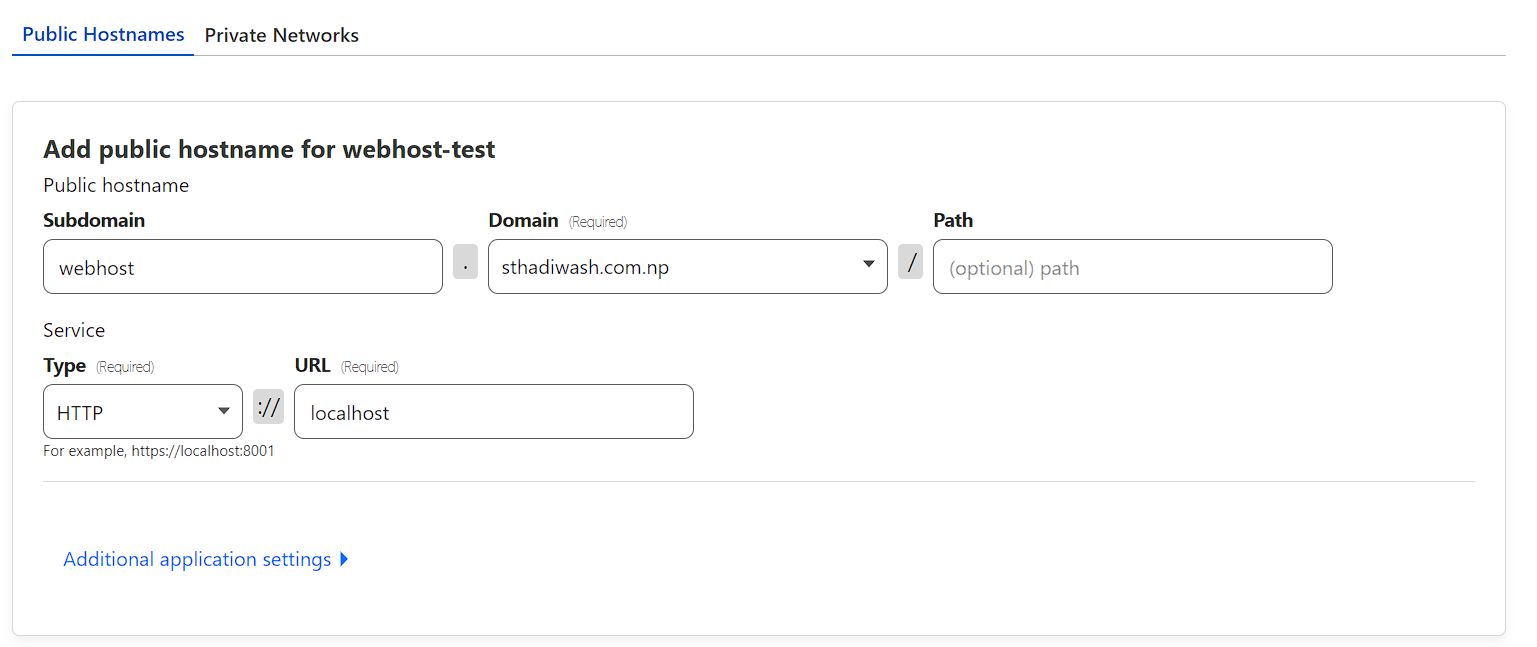 Public Hostnames Private Networks
Add public hostname for webhost-test
Public hostname
Subdomain Domain (Required) Path
webhost . sthadiwash.com.np / (optional) path
Service
Type (Required) URL (Required)
HTTP :// localhost
For example, https://localhost:8001
Additional application settings